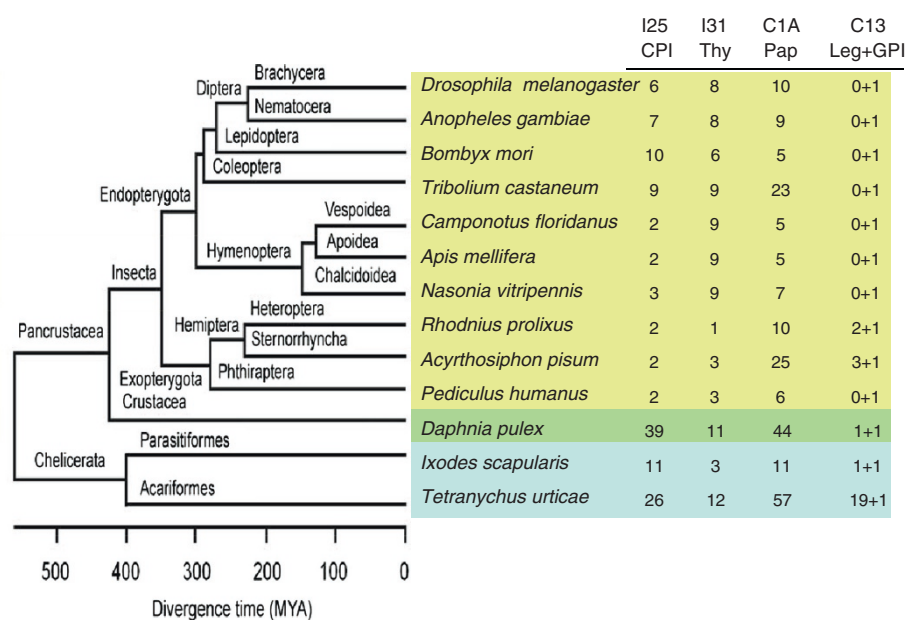 I25 I31 C1A C13
CPI Thy Pap Leg+GPI
Brachycera
Diptera
Nematocera
Lepidoptera
Coleoptera
Endopterygota
Vespoidea
Apoidea
Hymenoptera
Chalcidoidea
Insecta
Heteroptera
Hemiptera
Sternorrhyncha
Pancrustacea
Phthiraptera
Exopterygota
Crustacea
Parasitiformes
Chelicerata
Acariformes
Drosophila melanogaster 6 8 10 0+1
Anopheles gambiae 7 8 9 0+1
Bombyx mori 10 6 5 0+1
Tribolium castaneum 9 9 23 0+1
Camponotus floridanus 2 9 5 0+1
Apis mellifera 2 9 5 0+1
Nasonia vitripennis 3 9 7 0+1
Rhodnius prolixus 2 1 10 2+1
Acyrthosiphon pisum 2 3 25 3+1
Pediculus humanus 2 3 6 0+1
Daphnia pulex 39 11 44 1+1
Ixodes scapularis 11 3 11 1+1
Tetranychus urticae 26 12 57 19+1
500 400 300 200 100 0
Divergence time (MYA)